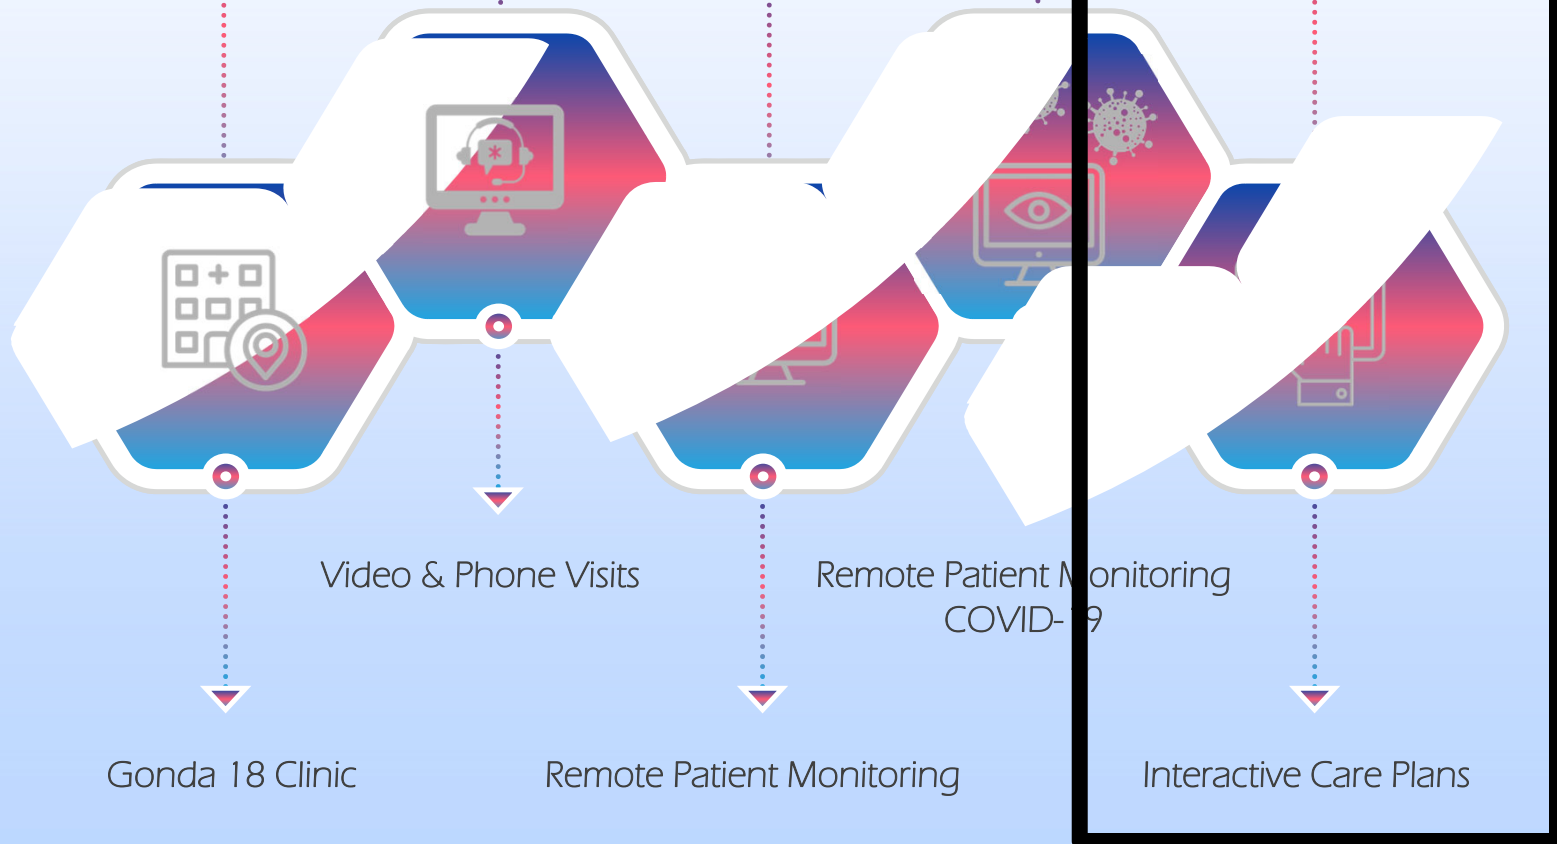 Video & Phone Visits
Remote Patient Monitoring
COVID-19
Gonda 18 Clinic
Remote Patient Monitoring
Interactive Care Plans